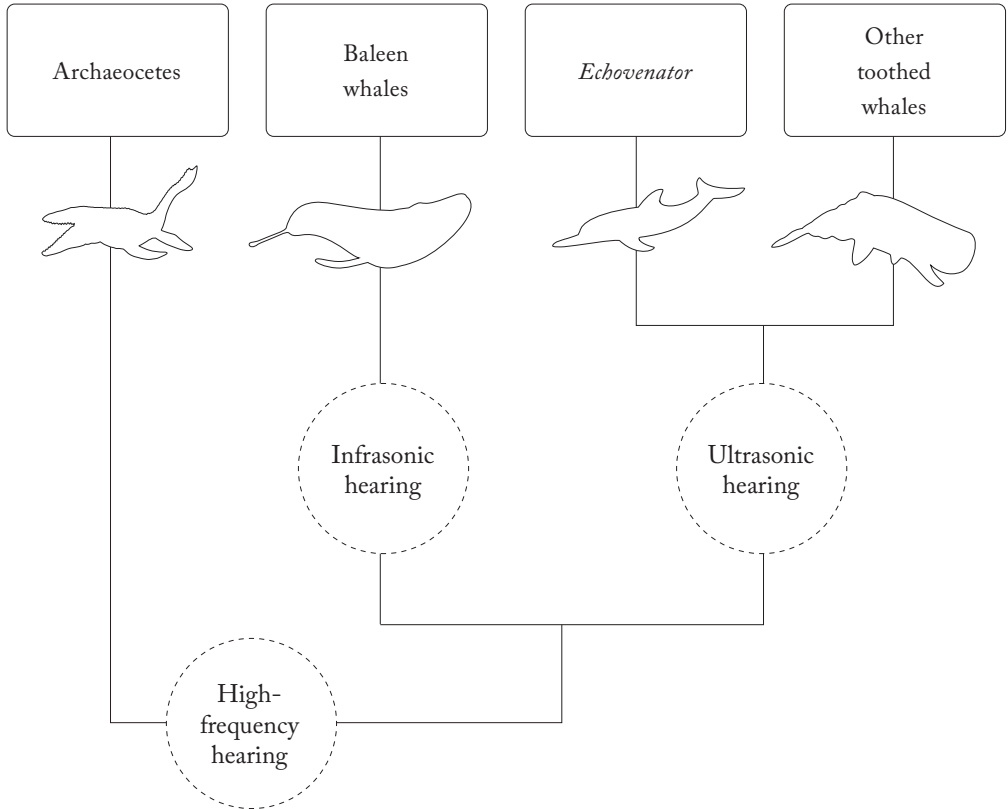 Archaeocetes
Baleen
whales
Echovenator
Other
toothed
whales
Infrasonic
hearing
Ultrasonic
hearing
High-
frequency
hearing